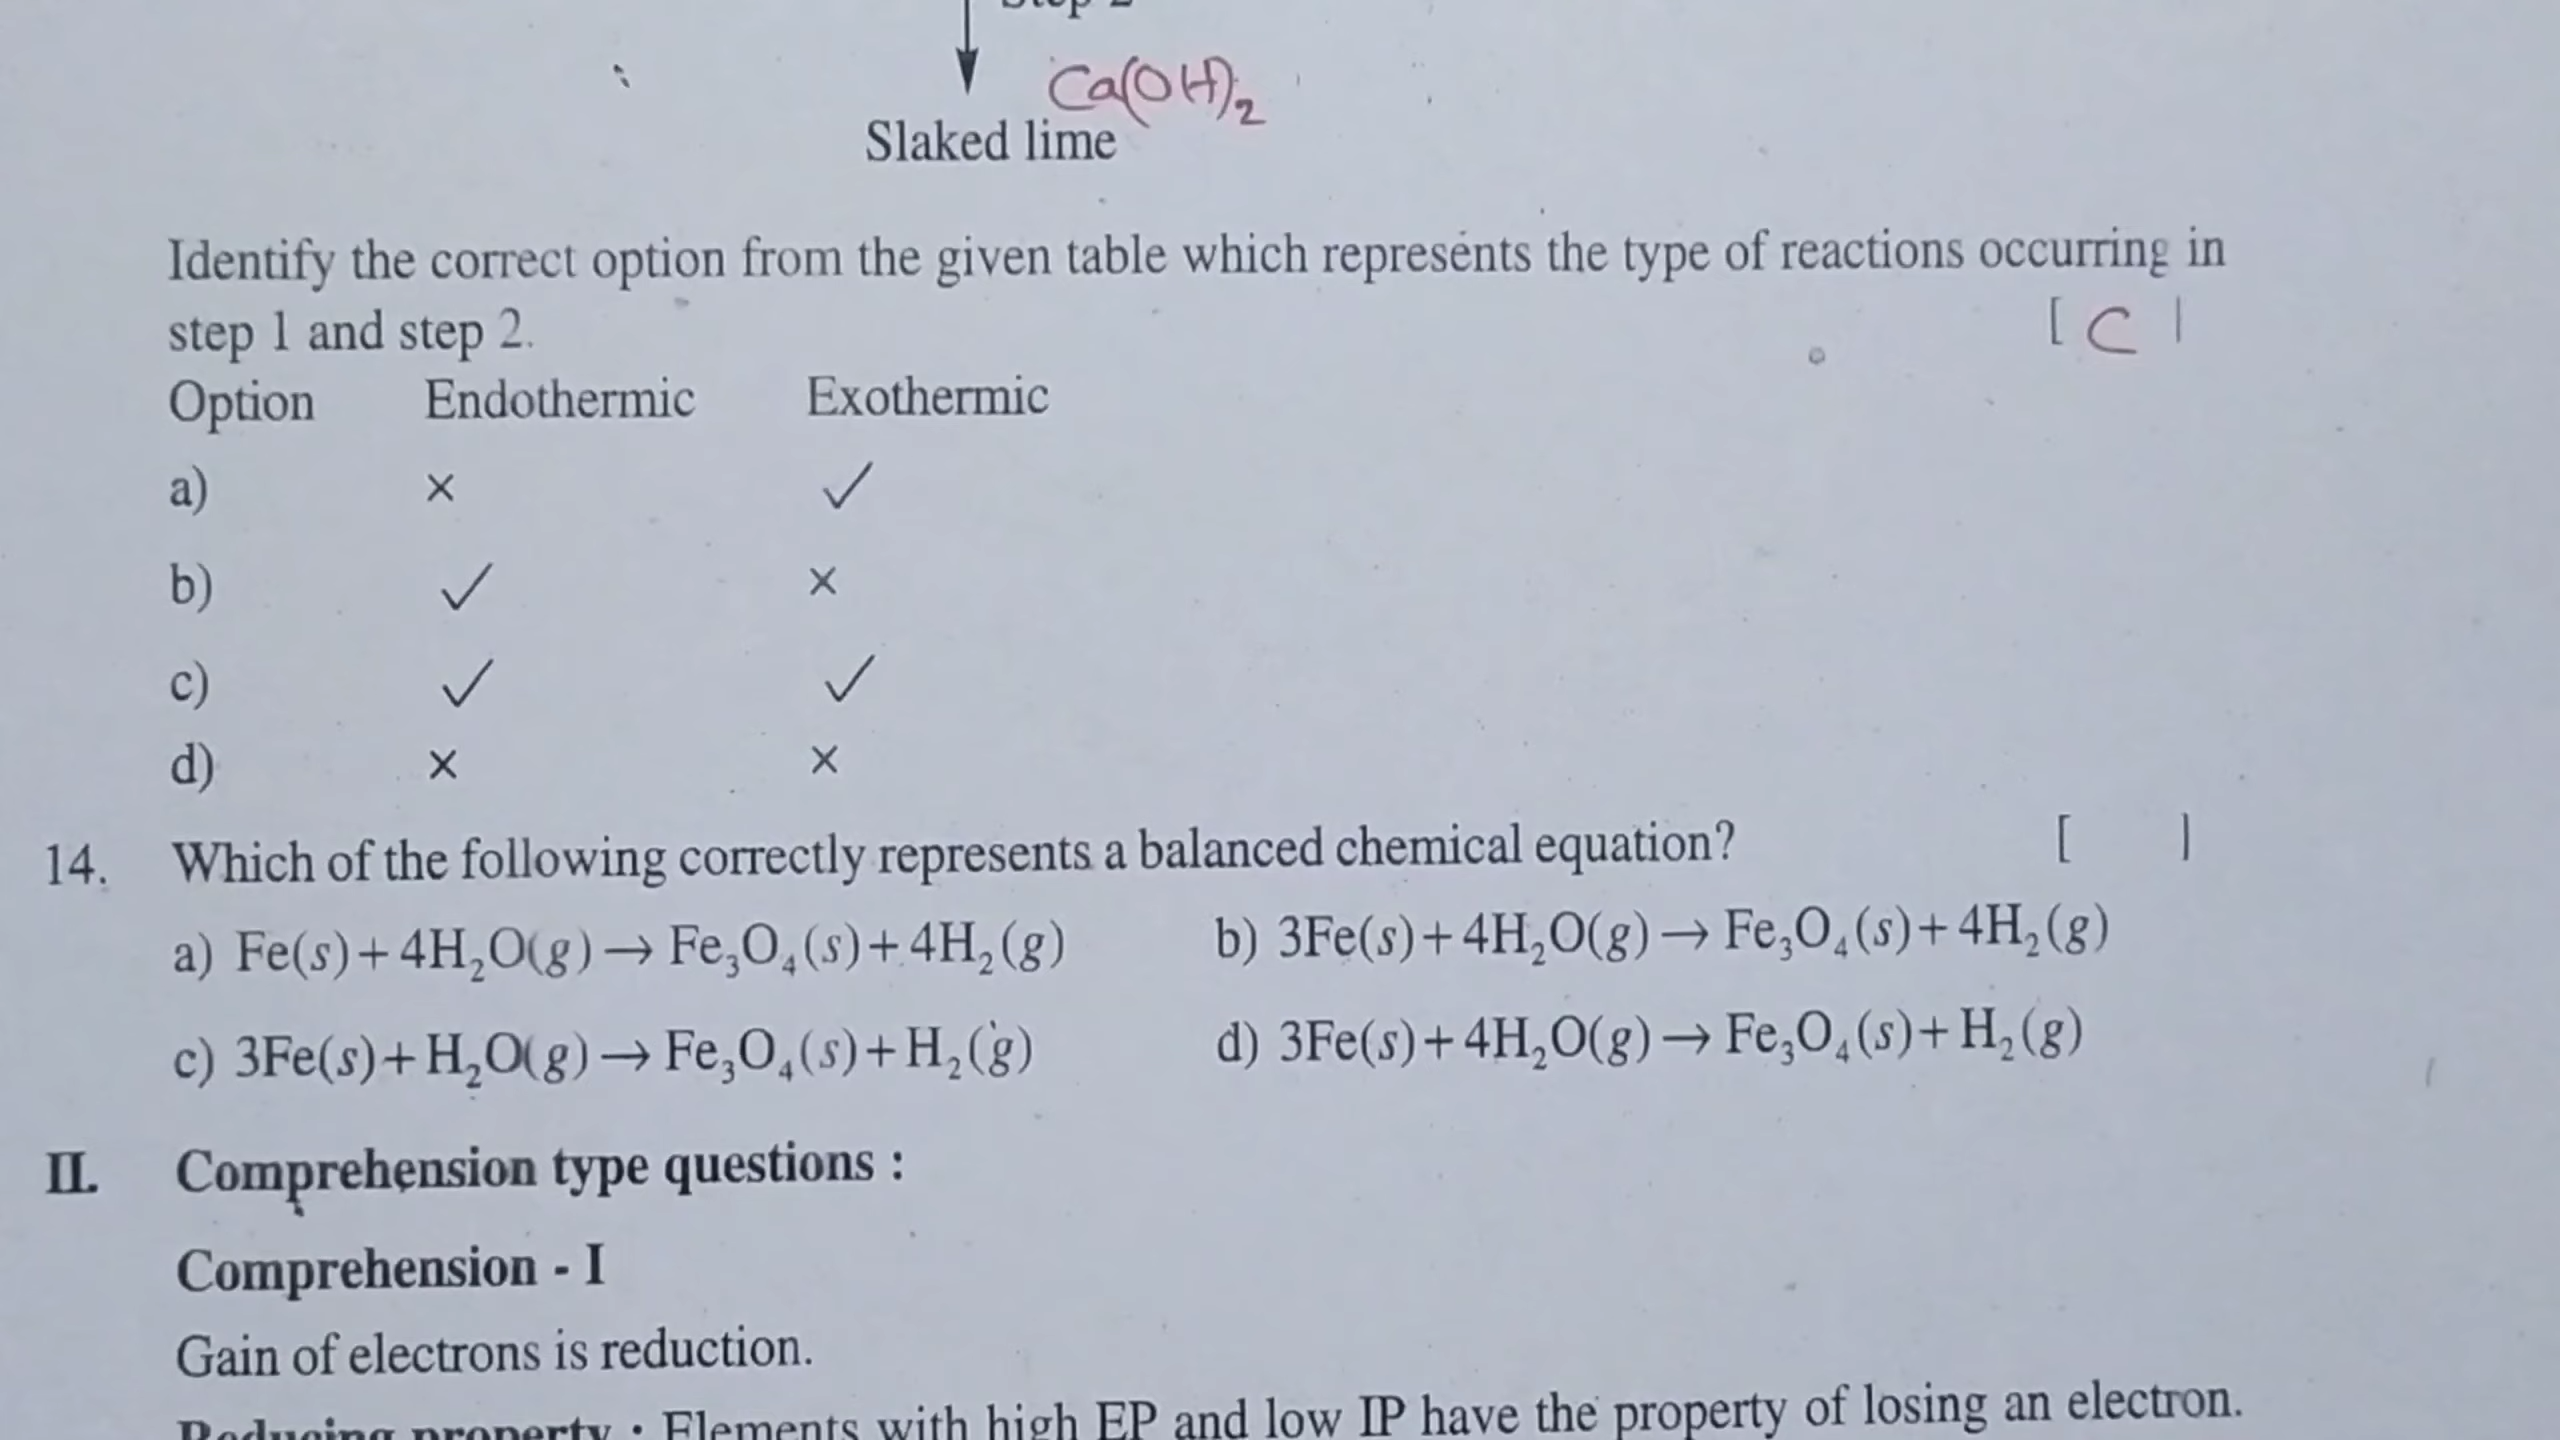 Step 2
Ca(OH)₂
Slaked lime
Identify the correct option from the given table which represents the type of reactions occurring in
step 1 and step 2. [ C ]
Option Endothermic Exothermic
a) × ✓
b) ✓ ×
c) ✓ ✓
d) × ×
14. Which of the following correctly represents a balanced chemical equation? [ ]
a) Fe(s)+4H₂O(g)→Fe₃O₄(s)+4H₂(g) b) 3Fe(s)+4H₂O(g)→Fe₃O₄(s)+4H₂(g)
c) 3Fe(s)+H₂O(g)→Fe₃O₄(s)+H₂(g) d) 3Fe(s)+4H₂O(g)→Fe₃O₄(s)+H₂(g)
II. Comprehension type questions :
Comprehension - I
Gain of electrons is reduction.
Reducing property : Elements with high EP and low IP have the property of losing an electron.